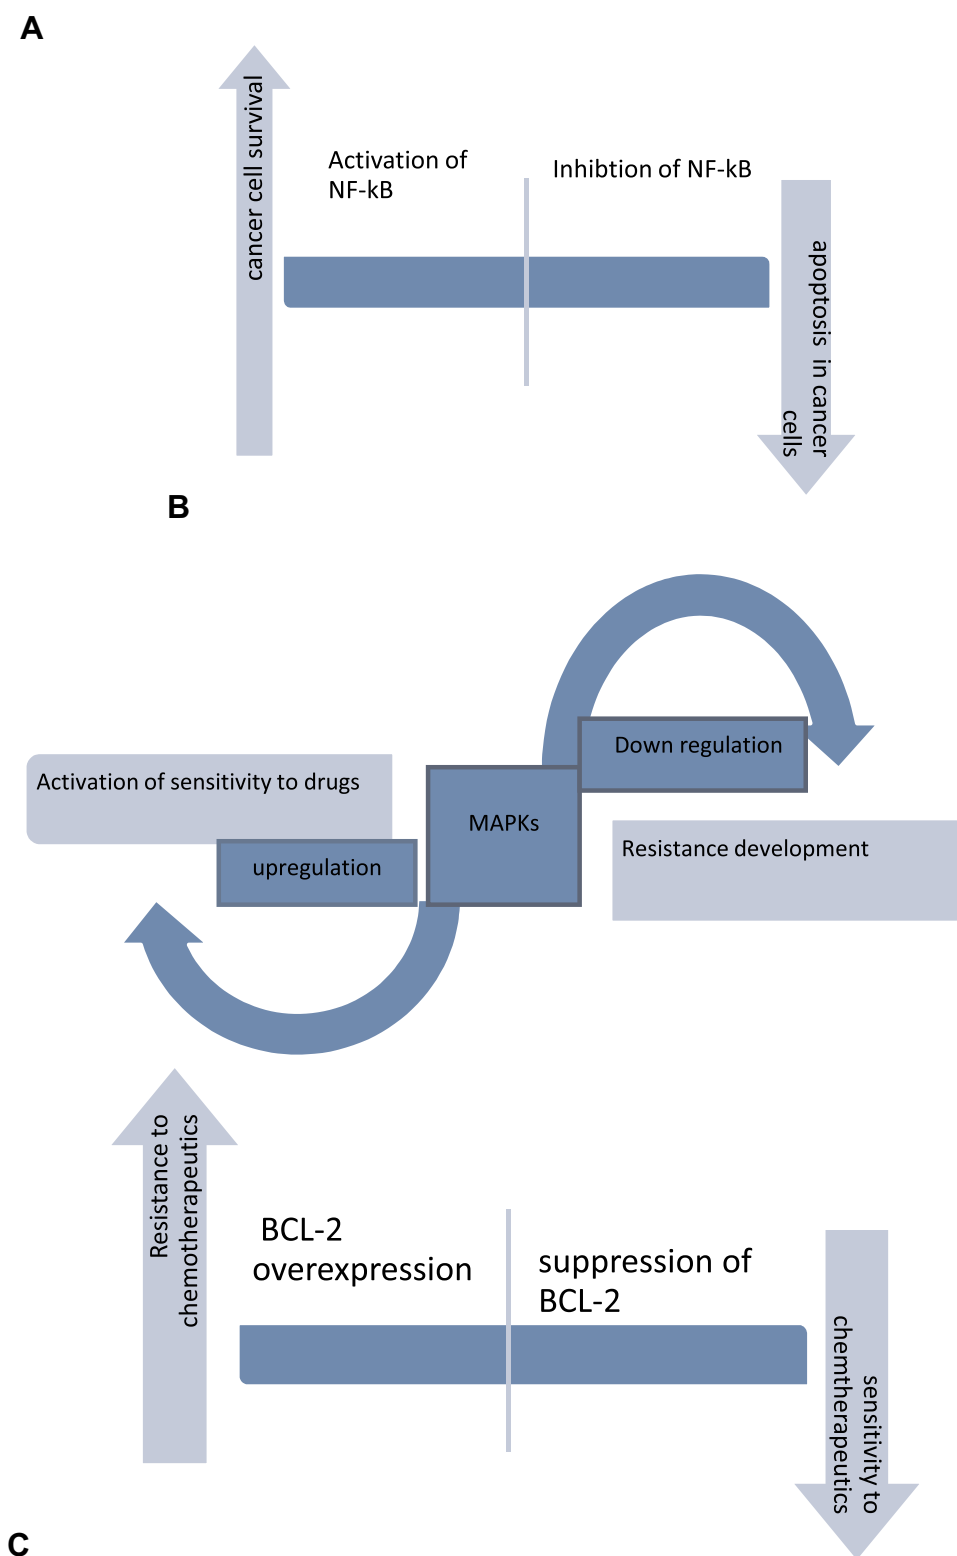 A
cancer cell survival
Activation of
NF-kB
Inhibtion of NF-kB
apoptosis in cancer
cells
B
Down regulation
Activation of sensitivity to drugs
MAPKs
Resistance development
upregulation
Resistance to
chemotherapeutics
BCL-2
overexpression
suppression of
BCL-2
sensitivity to
chemtherapeutics
C